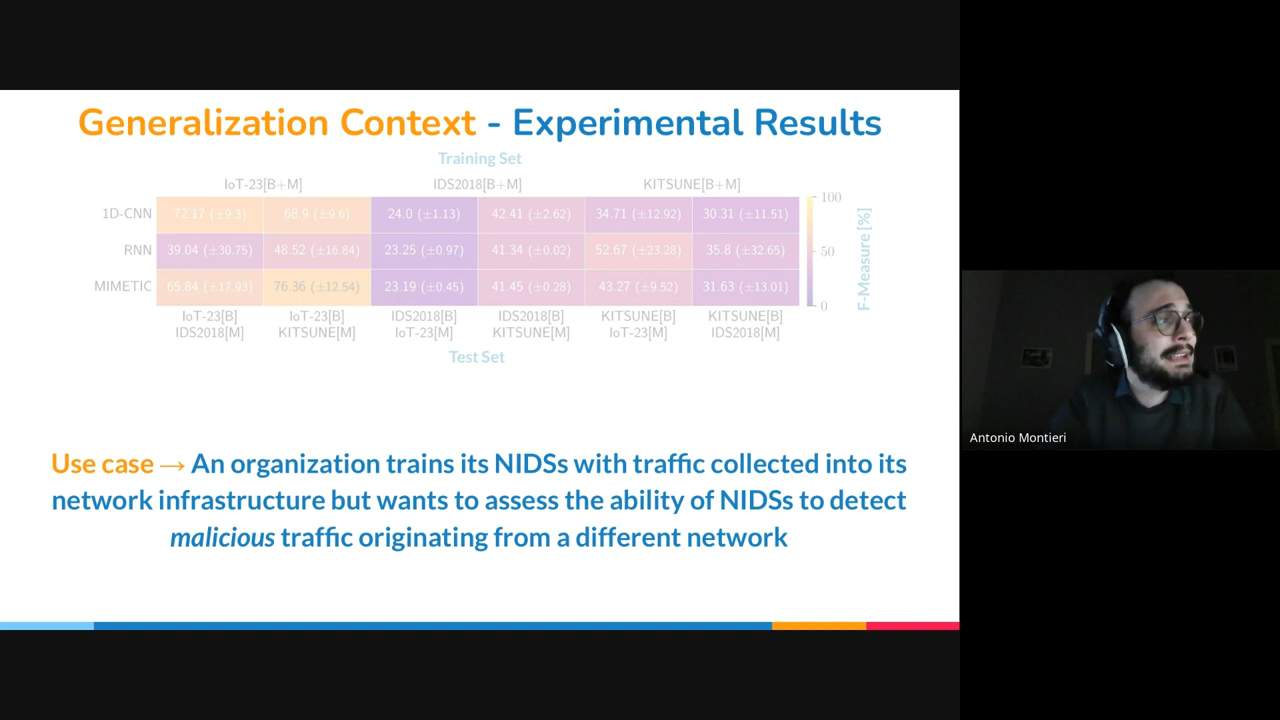 Generalization Context - Experimental Results
Training Set
IoT-23[B+M] IDS2018[B+M] KITSUNE[B+M]
1D-CNN 72.17 (±9.3) 68.9 (±9.6) 24.0 (±1.13) 42.41 (±2.62) 34.71 (±12.92) 30.31 (±11.51)
RNN 39.04 (±30.75) 48.52 (±16.84) 23.25 (±0.97) 41.34 (±0.02) 52.67 (±23.28) 35.8 (±32.65)
MIMETIC 65.84 (±17.93) 76.36 (±12.54) 23.19 (±0.45) 41.45 (±0.28) 43.27 (±9.52) 31.63 (±13.01)
IoT-23[B] IoT-23[B] IDS2018[B] IDS2018[B] KITSUNE[B] KITSUNE[B]
IDS2018[M] KITSUNE[M] IoT-23[M] KITSUNE[M] IoT-23[M] IDS2018[M]
Test Set
100
50
0
F-Measure [%]
Use case → An organization trains its NIDSs with traffic collected into its
network infrastructure but wants to assess the ability of NIDSs to detect
malicious traffic originating from a different network
Antonio Montieri